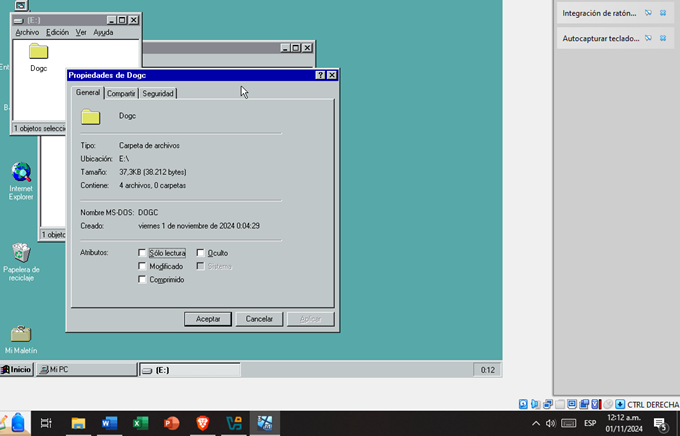 (E:)
Archivo Edición Ver Ayuda
Dogc
1 objetos selecci
1 objeto
Propiedades de Dogc
General Compartir Seguridad
Dogc
Tipo: Carpeta de archivos
Ubicación: E:\
Tamaño: 37,3KB (38.212 bytes)
Contiene: 4 archivos, 0 carpetas
Nombre MS-DOS: DOGC
Creado: viernes 1 de noviembre de 2024 0:04:29
Atributos: Sólo lectura Oculto
Modificado Sistema
Comprimido
Aceptar Cancelar Aplicar
Internet
Explorer
Papelera de
reciclaje
Mi Maletín
Inicio Mi PC (E:) 0:12
Integración de ratón...
Autocapturar teclado...
CTRL DERECHA
ESP
12:12 a.m.
01/11/2024
5